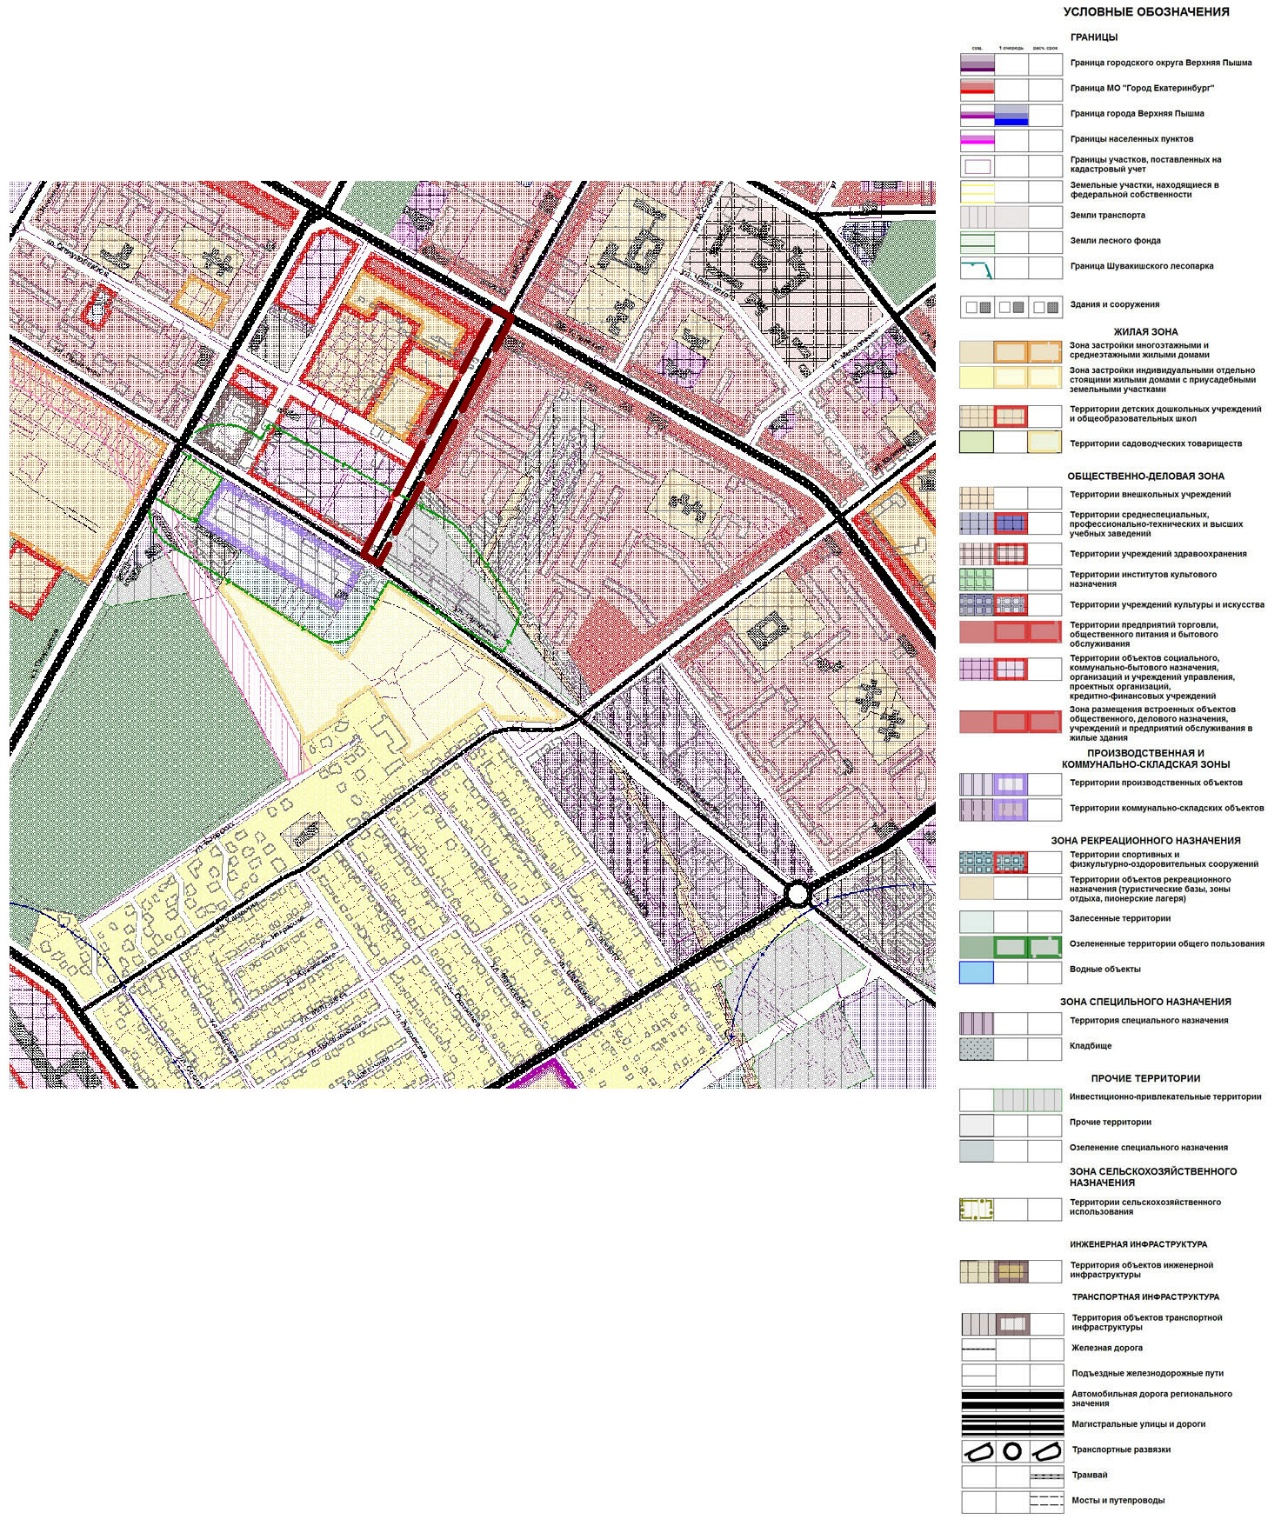 УСЛОВНЫЕ ОБОЗНАЧЕНИЯ
ГРАНИЦЫ
сущ. 1 очередь расч. срок
Граница городского округа Верхняя Пышма
Граница МО "Город Екатеринбург"
Граница города Верхняя Пышма
Границы населенных пунктов
Границы участков, поставленных на
кадастровый учет
Земельные участки, находящиеся в
федеральной собственности
Земли транспорта
Земли лесного фонда
Граница Шувакишского лесопарка
Здания и сооружения
ЖИЛАЯ ЗОНА
Зона застройки многоэтажными и
среднеэтажными жилыми домами
Зона застройки индивидуальными отдельно
стоящими жилыми домами с приусадебными
земельными участками
Территории детских дошкольных учреждений
и общеобразовательных школ
Территории садоводческих товариществ
ОБЩЕСТВЕННО-ДЕЛОВАЯ ЗОНА
Территории внешкольных учреждений
Территории среднеспециальных,
профессионально-технических и высших
учебных заведений
Территории учреждений здравоохранения
Территории институтов культового
назначения
Территории учреждений культуры и искусства
Территории предприятий торговли,
общественного питания и бытового
обслуживания
Территории объектов социального,
коммунально-бытового назначения,
организаций и учреждений управления,
проектных организаций,
кредитно-финансовых учреждений
Зона размещения встроенных объектов
общественного, делового назначения,
учреждений и предприятий обслуживания в
жилые здания
ПРОИЗВОДСТВЕННАЯ И
КОММУНАЛЬНО-СКЛАДСКАЯ ЗОНЫ
Территории производственных объектов
Территории коммунально-складских объектов
ЗОНА РЕКРЕАЦИОННОГО НАЗНАЧЕНИЯ
Территории спортивных и
физкультурно-оздоровительных сооружений
Территории объектов рекреационного
назначения (туристические базы, зоны
отдыха, пионерские лагеря)
Залесенные территории
Озелененные территории общего пользования
Водные объекты
ЗОНА СПЕЦИЛЬНОГО НАЗНАЧЕНИЯ
Территория специального назначения
Кладбище
ПРОЧИЕ ТЕРРИТОРИИ
Инвестиционно-привлекательные территории
Прочие территории
Озеленение специального назначения
ЗОНА СЕЛЬСКОХОЗЯЙСТВЕННОГО
НАЗНАЧЕНИЯ
Территории сельскохозяйственного
использования
ИНЖЕНЕРНАЯ ИНФРАСТРУКТУРА
Территория объектов инженерной
инфраструктуры
ТРАНСПОРТНАЯ ИНФРАСТРУКТУРА
Территория объектов транспортной
инфраструктуры
Железная дорога
Подъездные железнодорожные пути
Автомобильная дорога регионального
значения
Магистральные улицы и дороги
Транспортные развязки
Трамвай
Мосты и путепроводы